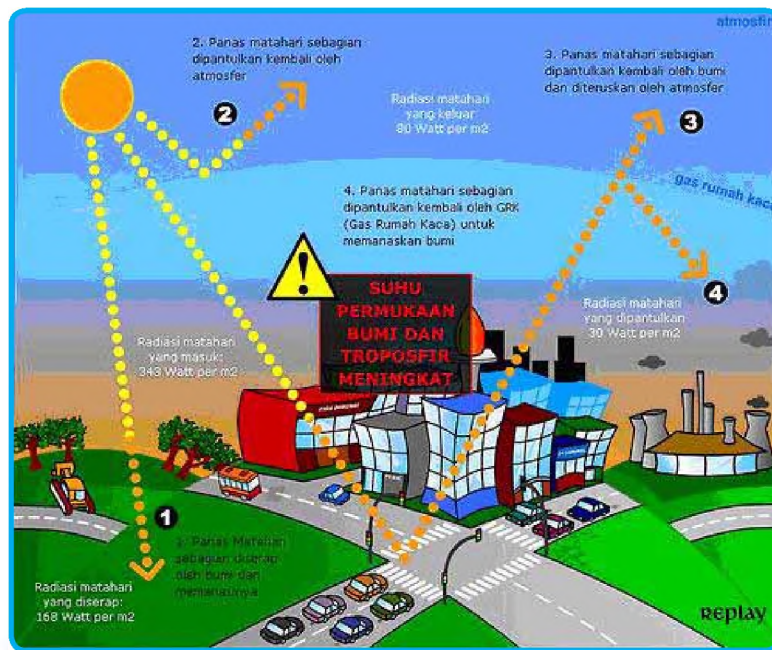 atmosfir
2. Panas matahari sebagian
dipantulkan kembali oleh
atmosfer
2
3. Panas matahari sebagian
dipantulkan kembali oleh bumi
dan diteruskan oleh atmosfer
3
Radiasi matahari
yang keluar
80 Watt per m2
gas rumah kaca
4. Panas matahari sebagian
dipantulkan kembali oleh GRK
(Gas Rumah Kaca) untuk
memanaskan bumi
!
SUHU
PERMUKAAN
BUMI DAN
TROPOSFIR
MENINGKAT
4
Radiasi matahari
yang dipantulkan
30 Watt per m2
Radiasi matahari
yang masuk:
343 Watt per m2
1
1. Panas Matahari
sebagian diserap
oleh bumi dan
Radiasi matahari
yang diserap:
168 Watt per m2
REPlay